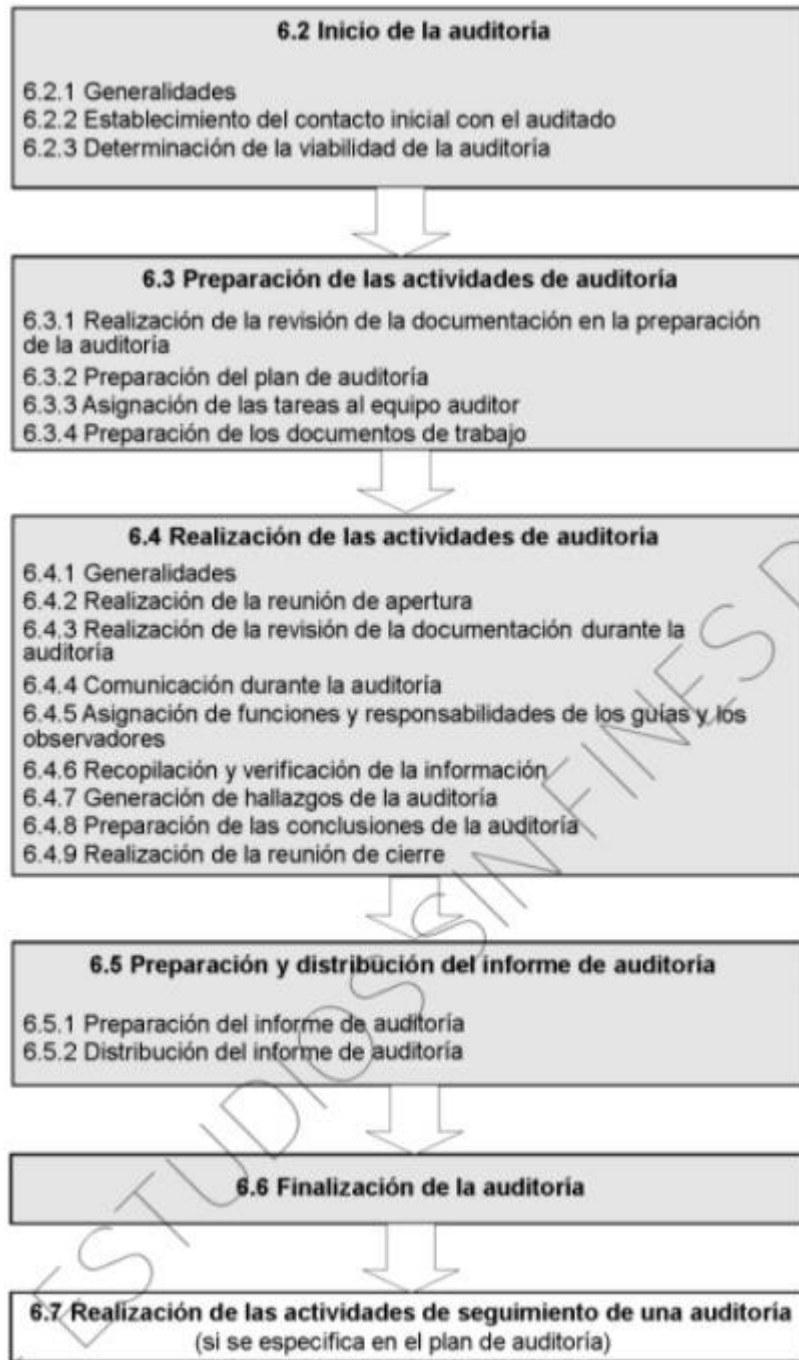 6.2 Inicio de la auditoría
6.2.1 Generalidades
6.2.2 Establecimiento del contacto inicial con el auditado
6.2.3 Determinación de la viabilidad de la auditoría
6.3 Preparación de las actividades de auditoría
6.3.1 Realización de la revisión de la documentación en la preparación
de la auditoría
6.3.2 Preparación del plan de auditoría
6.3.3 Asignación de las tareas al equipo auditor
6.3.4 Preparación de los documentos de trabajo
6.4 Realización de las actividades de auditoría
6.4.1 Generalidades
6.4.2 Realización de la reunión de apertura
6.4.3 Realización de la revisión de la documentación durante la
auditoría
6.4.4 Comunicación durante la auditoría
6.4.5 Asignación de funciones y responsabilidades de los guías y los
observadores
6.4.6 Recopilación y verificación de la información
6.4.7 Generación de hallazgos de la auditoría
6.4.8 Preparación de las conclusiones de la auditoría
6.4.9 Realización de la reunión de cierre
6.5 Preparación y distribución del informe de auditoría
6.5.1 Preparación del informe de auditoría
6.5.2 Distribución del informe de auditoría
6.6 Finalización de la auditoría
6.7 Realización de las actividades de seguimiento de una auditoría
(si se especifica en el plan de auditoría)
ESTUDIOS SIN FINES D